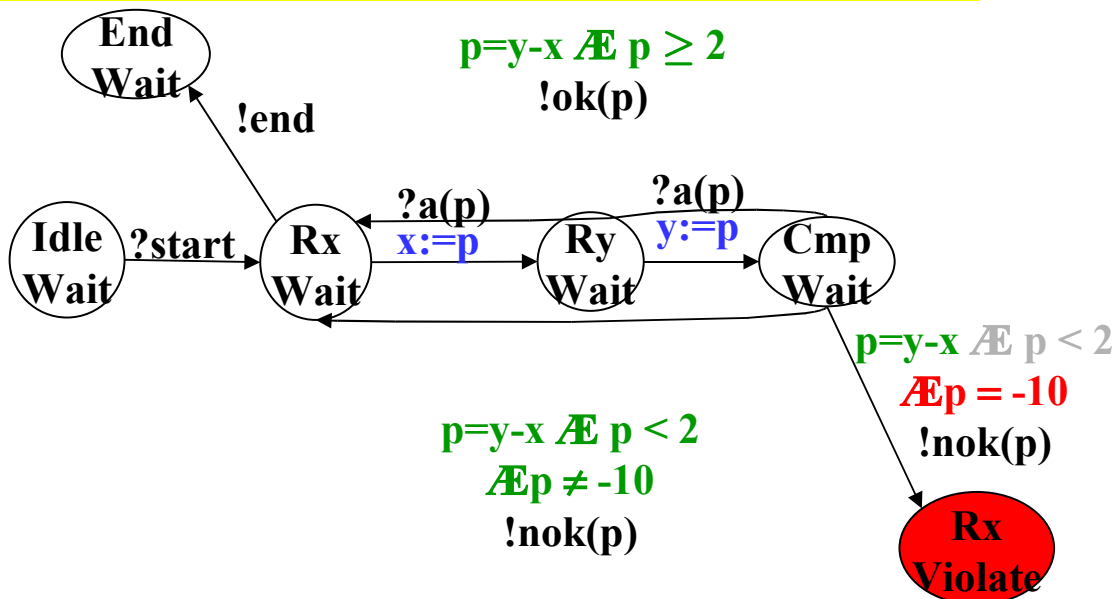 End
Wait
p=y-x Æ p ≥ 2
!ok(p)
!end
?a(p)
x:=p
?a(p)
y:=p
Idle
Wait
?start
Rx
Wait
Ry
Wait
Cmp
Wait
p=y-x Æ p < 2
Æp = -10
!nok(p)
p=y-x Æ p < 2
Æp ≠ -10
!nok(p)
Rx
Violate